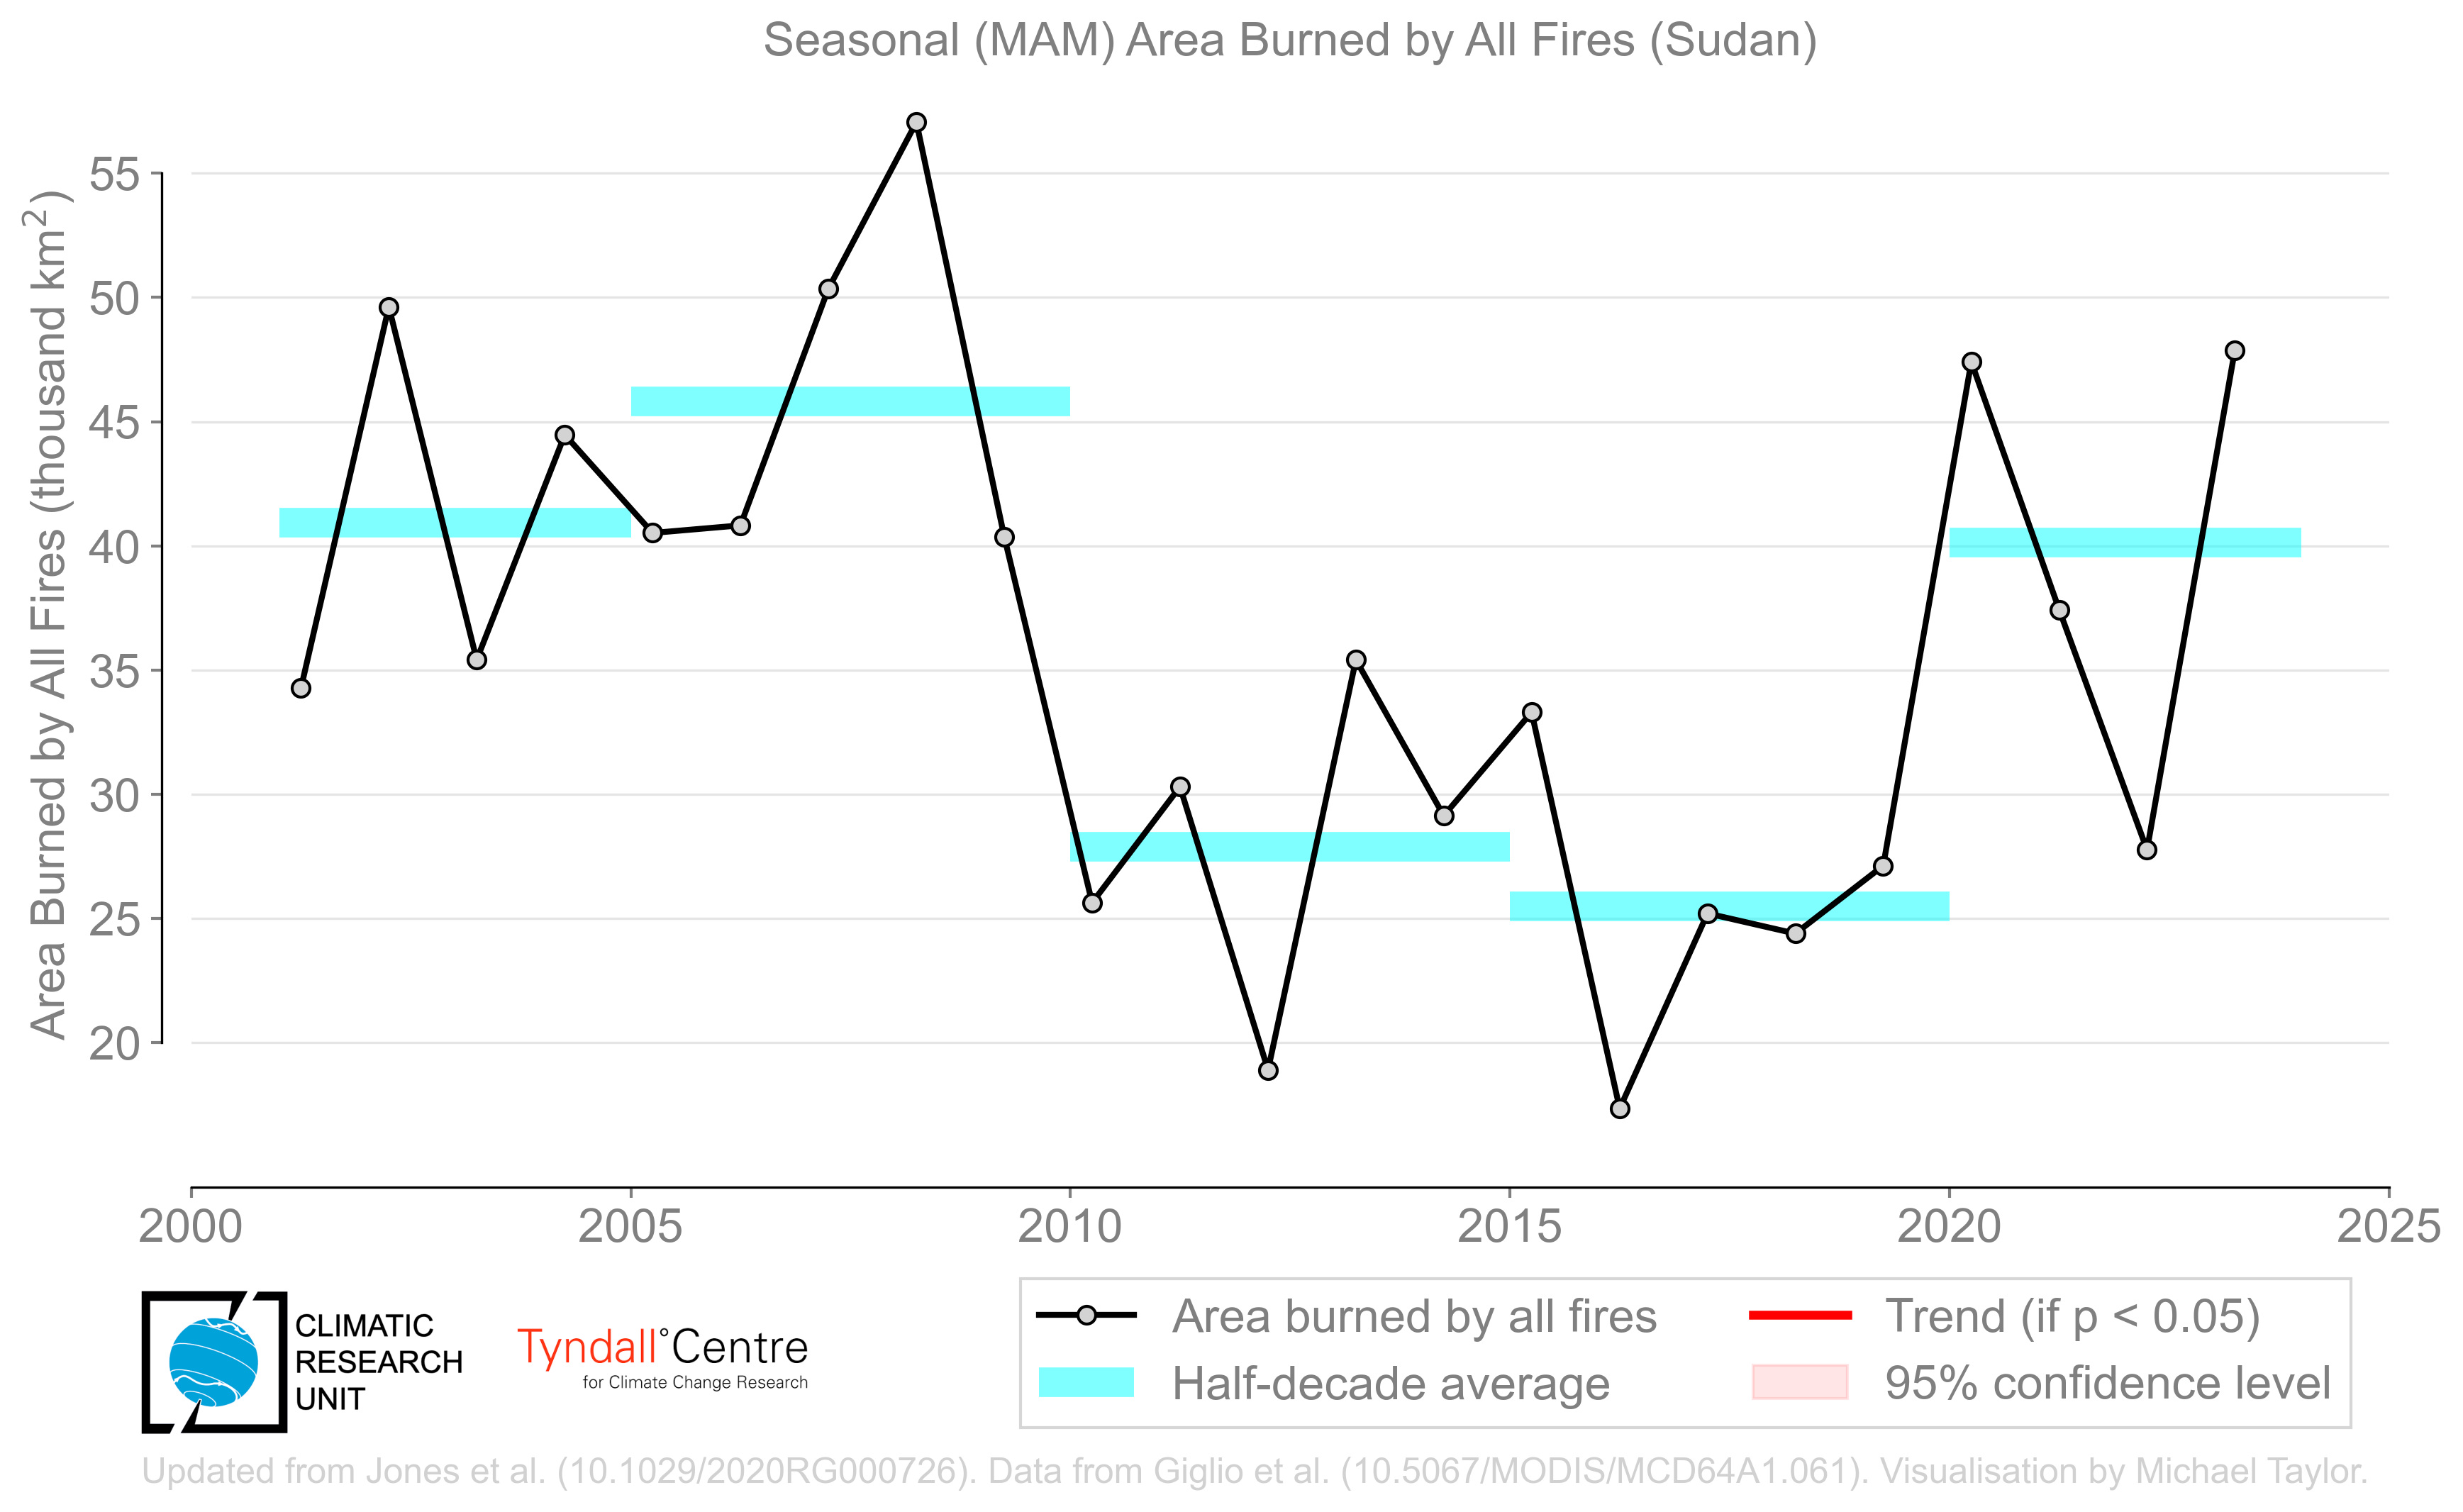 Seasonal (MAM) Area Burned by All Fires (Sudan)
Area Burned by All Fires (thousand km²)
55
50
45
40
35
30
25
20
2000 2005 2010 2015 2020 2025
CLIMATIC
RESEARCH
UNIT
Tyndall°Centre
for Climate Change Research
Area burned by all fires
Half-decade average
Trend (if p < 0.05)
95% confidence level
Updated from Jones et al. (10.1029/2020RG000726). Data from Giglio et al. (10.5067/MODIS/MCD64A1.061). Visualisation by Michael Taylor.